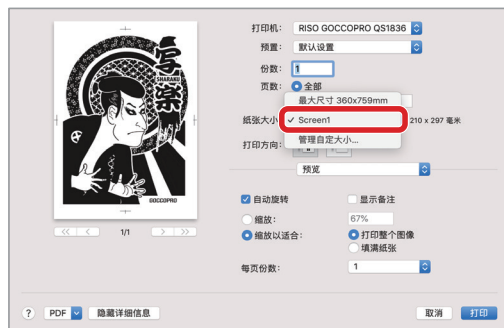 写楽
SHARAKU
GOCCOPRO
<< < 1/1 > >>
打印机: RISO GOCCOPRO QS1836
预置: 默认设置
份数: 1
页数: 全部
最大尺寸 360x759mm
纸张大小 ✓ Screen1 210 x 297 毫米
管理自定大小...
打印方向:
预览
自动旋转 显示备注
缩放: 67%
缩放以适合: 打印整个图像
填满纸张
每页份数: 1
? PDF 隐藏详细信息 取消 打印